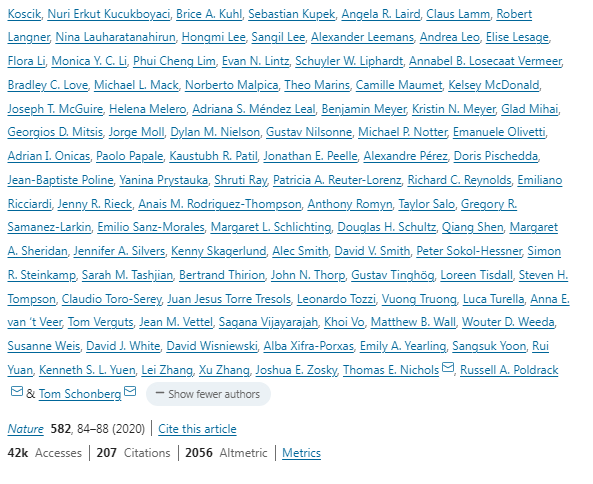 Koscik, Nuri Erkut Kucukboyaci, Brice A. Kuhl, Sebastian Kupek, Angela R. Laird, Claus Lamm, Robert
Langner, Nina Lauharatanahirun, Hongmi Lee, Sangil Lee, Alexander Leemans, Andrea Leo, Elise Lesage,
Flora Li, Monica Y. C. Li, Phui Cheng Lim, Evan N. Lintz, Schuyler W. Liphardt, Annabel B. Losecaat Vermeer,
Bradley C. Love, Michael L. Mack, Norberto Malpica, Theo Marins, Camille Maumet, Kelsey McDonald,
Joseph T. McGuire, Helena Melero, Adriana S. Méndez Leal, Benjamin Meyer, Kristin N. Meyer, Glad Mihai,
Georgios D. Mitsis, Jorge Moll, Dylan M. Nielson, Gustav Nilsonne, Michael P. Notter, Emanuele Olivetti,
Adrian I. Onicas, Paolo Papale, Kaustubh R. Patil, Jonathan E. Peelle, Alexandre Pérez, Doris Pischedda,
Jean-Baptiste Poline, Yanina Prystauka, Shruti Ray, Patricia A. Reuter-Lorenz, Richard C. Reynolds, Emiliano
Ricciardi, Jenny R. Rieck, Anais M. Rodriguez-Thompson, Anthony Romyn, Taylor Salo, Gregory R.
Samanez-Larkin, Emilio Sanz-Morales, Margaret L. Schlichting, Douglas H. Schultz, Qiang Shen, Margaret
A. Sheridan, Jennifer A. Silvers, Kenny Skagerlund, Alec Smith, David V. Smith, Peter Sokol-Hessner, Simon
R. Steinkamp, Sarah M. Tashjian, Bertrand Thirion, John N. Thorp, Gustav Tinghög, Loreen Tisdall, Steven H.
Tompson, Claudio Toro-Serey, Juan Jesus Torre Tresols, Leonardo Tozzi, Vuong Truong, Luca Turella, Anna E.
van 't Veer, Tom Verguts, Jean M. Vettel, Sagana Vijayarajah, Khoi Vo, Matthew B. Wall, Wouter D. Weeda,
Susanne Weis, David J. White, David Wisniewski, Alba Xifra-Porxas, Emily A. Yearling, Sangsuk Yoon, Rui
Yuan, Kenneth S. L. Yuen, Lei Zhang, Xu Zhang, Joshua E. Zosky, Thomas E. Nichols, Russell A. Poldrack
& Tom Schonberg − Show fewer authors
Nature 582, 84–88 (2020) | Cite this article
42k Accesses | 207 Citations | 2056 Altmetric | Metrics